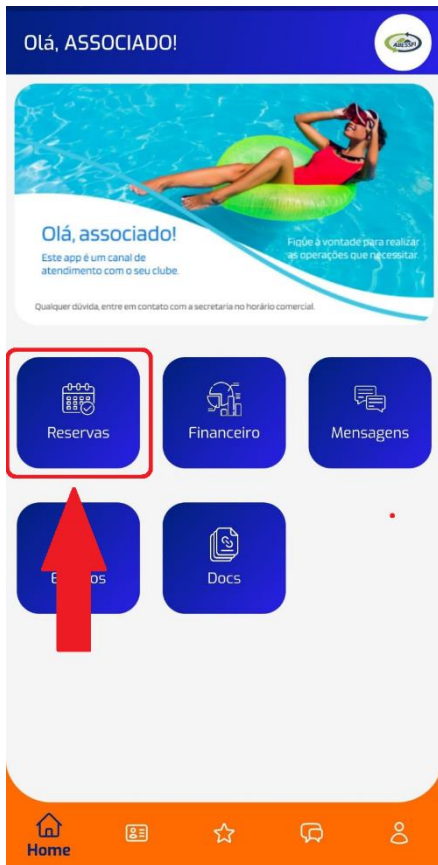 Olá, ASSOCIADO!
ABESSPI
Olá, associado!
Este app é um canal de
atendimento com o seu clube.
Fique à vontade para realizar
as operações que necessitar.
Qualquer dúvida, entre em contato com a secretaria no horário comercial.
Reservas
Financeiro
Mensagens
Docs
Home